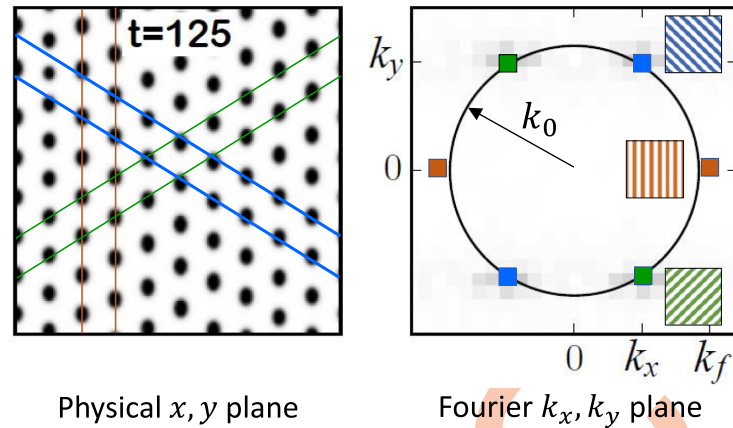 t=125
k_y
k_0
0
0 k_x k_f
Physical x, y plane
Fourier k_x, k_y plane